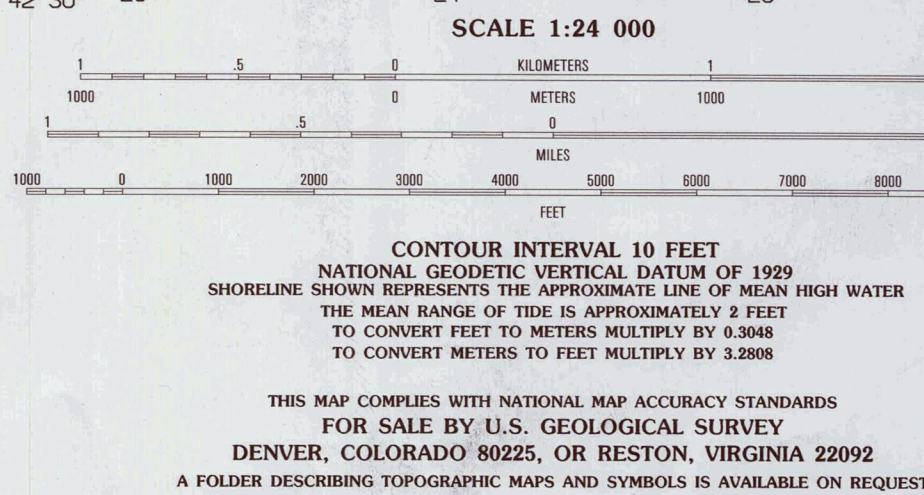 SCALE 1:24 000
1 .5 0 KILOMETERS 1
1000 0 METERS 1000
1 .5 0
MILES
1000 0 1000 2000 3000 4000 5000 6000 7000 8000
FEET
CONTOUR INTERVAL 10 FEET
NATIONAL GEODETIC VERTICAL DATUM OF 1929
SHORELINE SHOWN REPRESENTS THE APPROXIMATE LINE OF MEAN HIGH WATER
THE MEAN RANGE OF TIDE IS APPROXIMATELY 2 FEET
TO CONVERT FEET TO METERS MULTIPLY BY 0.3048
TO CONVERT METERS TO FEET MULTIPLY BY 3.2808
THIS MAP COMPLIES WITH NATIONAL MAP ACCURACY STANDARDS
FOR SALE BY U.S. GEOLOGICAL SURVEY
DENVER, COLORADO 80225, OR RESTON, VIRGINIA 22092
A FOLDER DESCRIBING TOPOGRAPHIC MAPS AND SYMBOLS IS AVAILABLE ON REQUEST